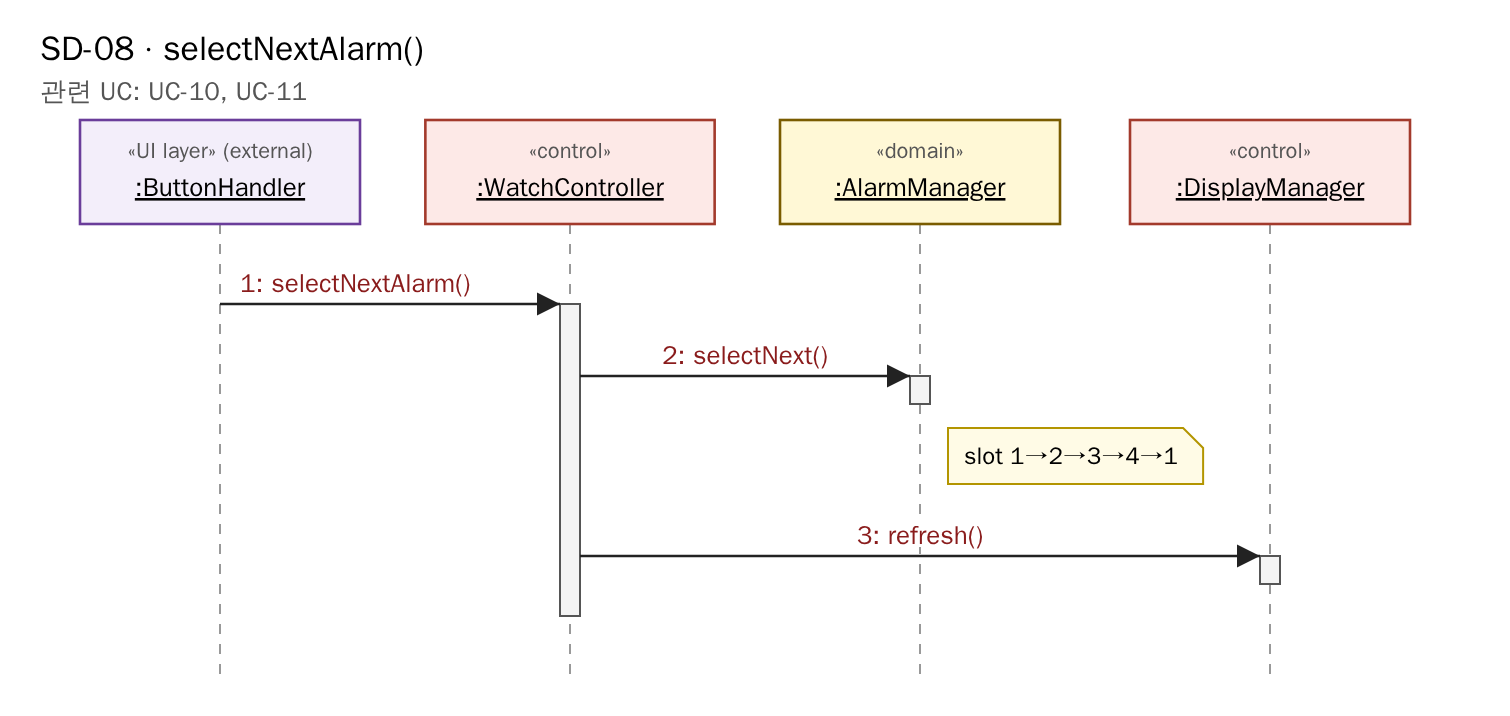 SD-08 · selectNextAlarm()
관련 UC: UC-10, UC-11
«UI layer» (external)
:ButtonHandler
«control»
:WatchController
«domain»
:AlarmManager
«control»
:DisplayManager
1: selectNextAlarm()
2: selectNext()
slot 1→2→3→4→1
3: refresh()